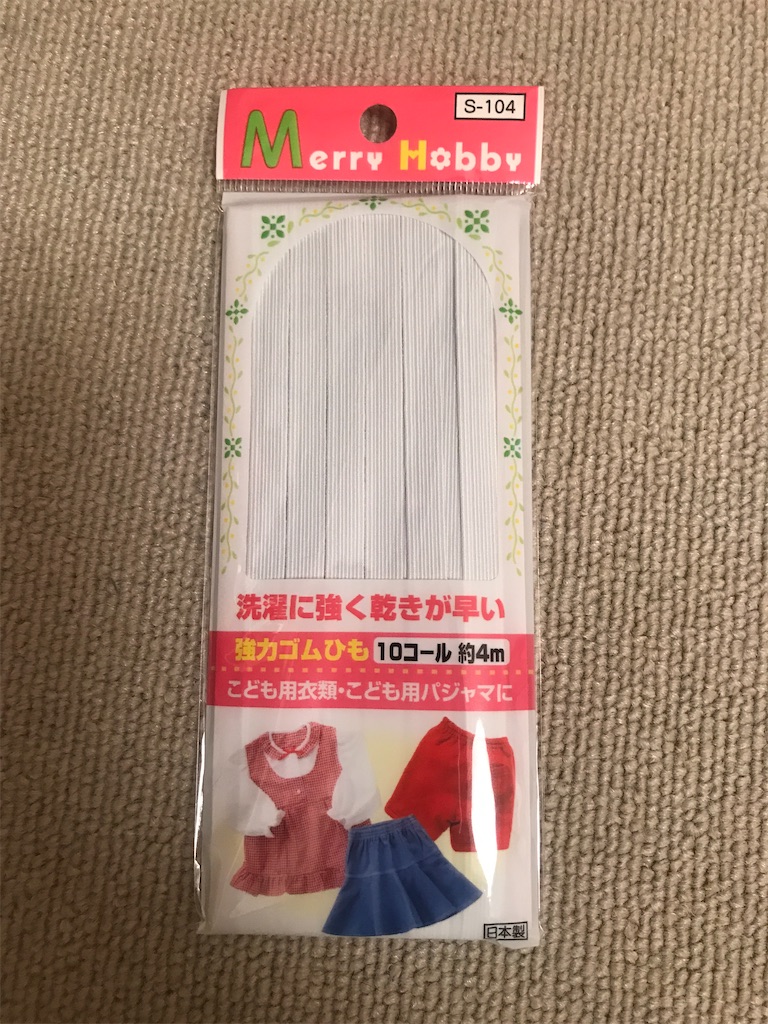 S-104
Merry Hobby
洗濯に強く乾きが早い
強力ゴムひも 10コール 約4m
こども用衣類・こども用パジャマに
日本製